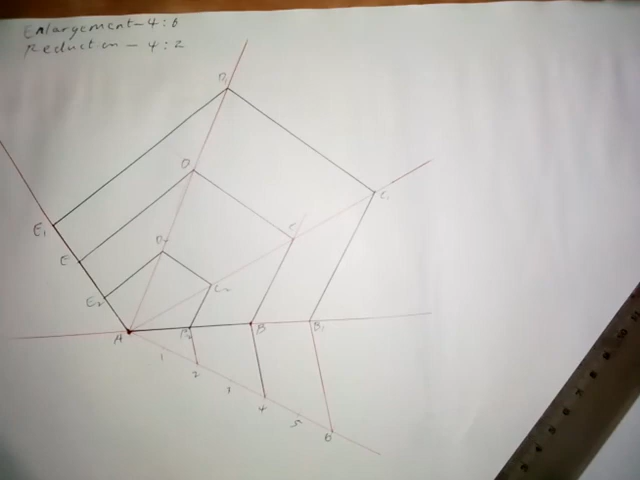 Enlargement - 4:6
Reduction - 4:2
D1
D
C1
E1
C
D2
E
C2
E2
A
B2
B
B1
1
2
3
4
5